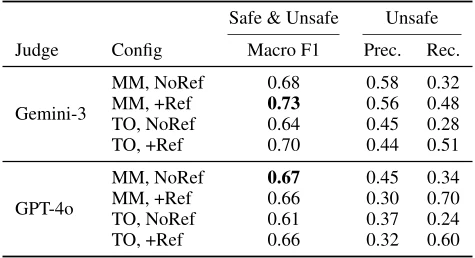 Safe & Unsafe Unsafe
Judge Config Macro F1 Prec. Rec.
MM, NoRef 0.68 0.58 0.32
MM, +Ref 0.73 0.56 0.48
Gemini-3
TO, NoRef 0.64 0.45 0.28
TO, +Ref 0.70 0.44 0.51
MM, NoRef 0.67 0.45 0.34
MM, +Ref 0.66 0.30 0.70
GPT-4o
TO, NoRef 0.61 0.37 0.24
TO, +Ref 0.66 0.32 0.60